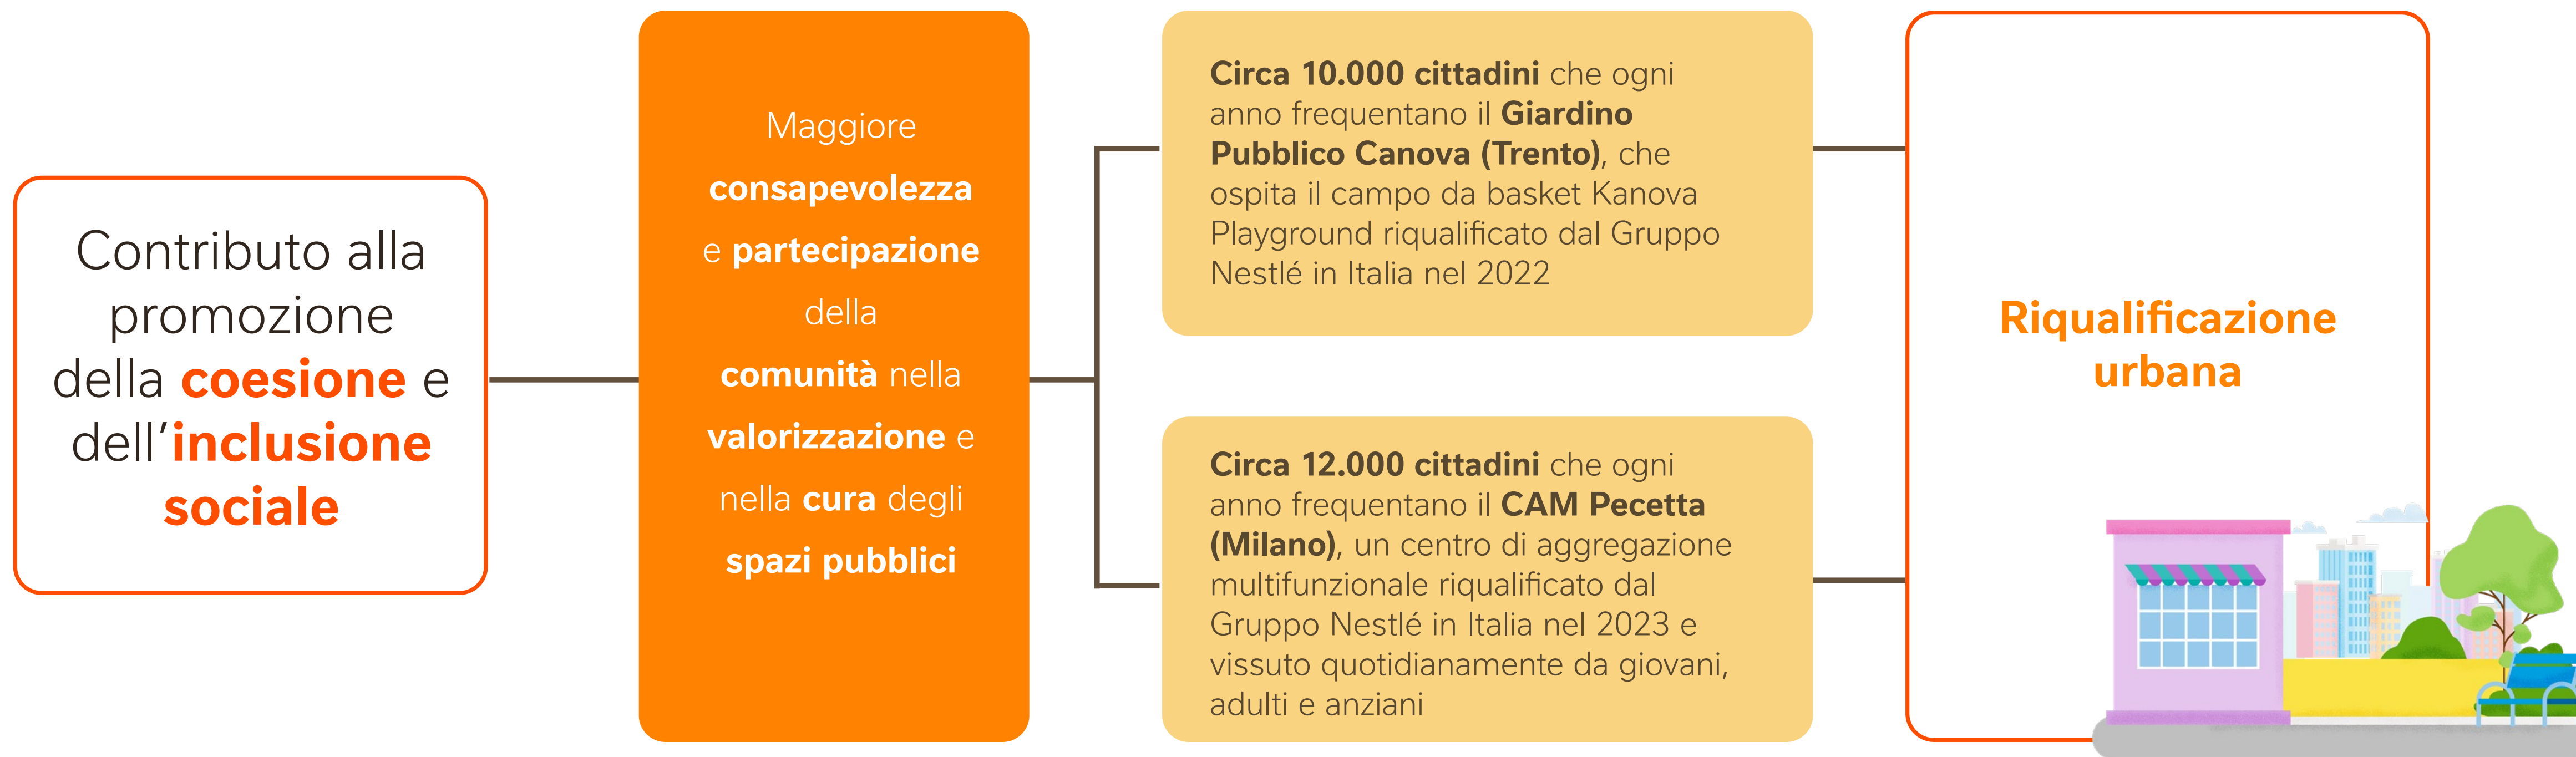 Contributo alla
promozione
della coesione e
dell’inclusione
sociale
Maggiore
consapevolezza
e partecipazione
della
comunità nella
valorizzazione e
nella cura degli
spazi pubblici
Circa 10.000 cittadini che ogni
anno frequentano il Giardino
Pubblico Canova (Trento), che
ospita il campo da basket Kanova
Playground riqualificato dal Gruppo
Nestlé in Italia nel 2022
Circa 12.000 cittadini che ogni
anno frequentano il CAM Pecetta
(Milano), un centro di aggregazione
multifunzionale riqualificato dal
Gruppo Nestlé in Italia nel 2023 e
vissuto quotidianamente da giovani,
adulti e anziani
Riqualificazione
urbana